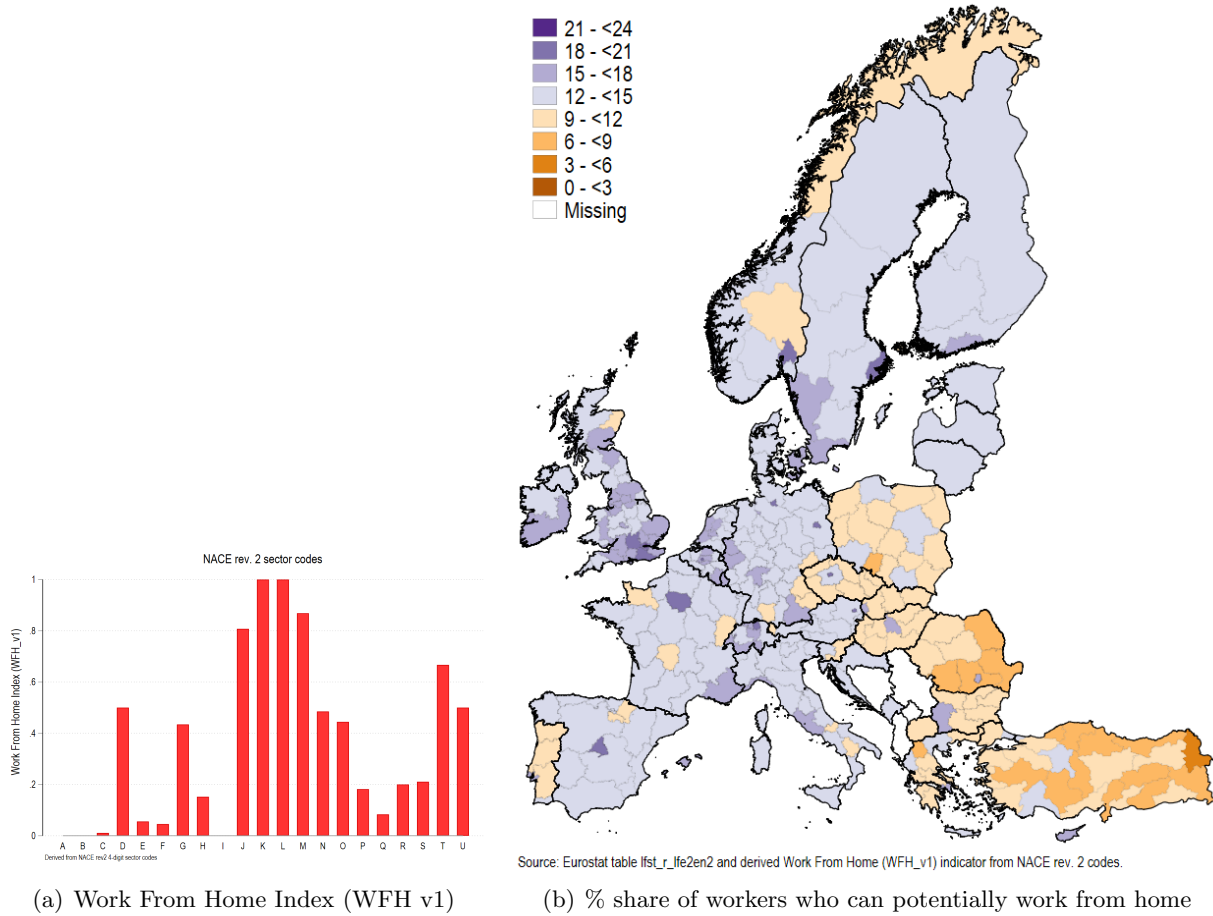 21 - <24
18 - <21
15 - <18
12 - <15
9 - <12
6 - <9
3 - <6
0 - <3
Missing
NACE rev. 2 sector codes
Work From Home Index (WFH_v1)
1
.8
.6
.4
.2
0
A B C D E F G H I J K L M N O P Q R S T U
Derived from NACE rev2 4-digit sector codes
Source: Eurostat table lfst_r_lfe2en2 and derived Work From Home (WFH_v1) indicator from NACE rev. 2 codes.
(a) Work From Home Index (WFH v1)
(b) % share of workers who can potentially work from home